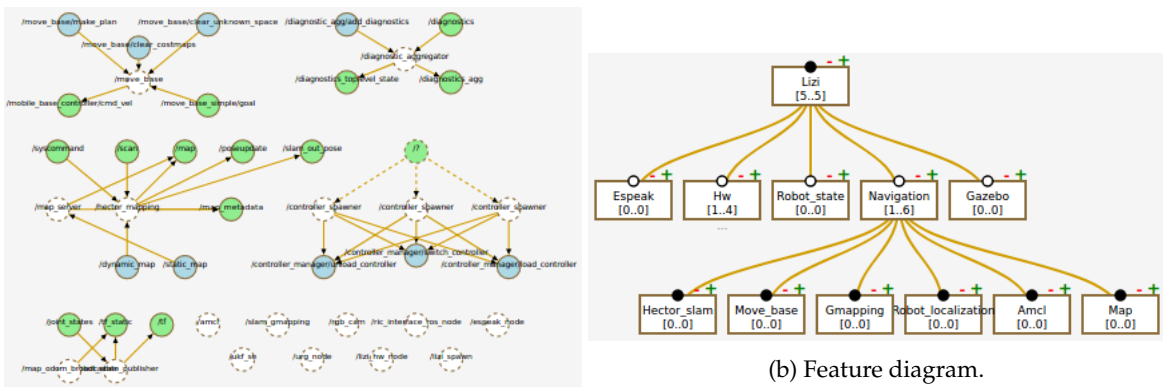 /move_base/make_plan
/move_base/clear_unknown_space
/move_base/clear_costmaps
/move_base
/mobile_base_controller/cmd_vel
/move_base_simple/goal
/diagnostic_agg/add_diagnostics
/diagnostics
/diagnostic_aggregator
/diagnostics_toplevel_state
/diagnostics_agg
/syscommand
/scan
/map
/poseupdate
/slam_out_pose
/map_server
/hector_mapping
/map_metadata
/dynamic_map
/static_map
/?
/controller_spawner
/controller_spawner
/controller_spawner
/controller_manager/switch_controller
/controller_manager/unload_controller
/controller_manager/load_controller
/joint_states
/tf_static
/tf
/amcl
/slam_gmapping
/rgb_cam
/ric_interface_ros_node
/espeak_node
/ukf_se
/urg_node
/lizi_hw_node
/lizi_spawn
- +
Lizi
[5..5]
- +
Espeak
[0..0]
- +
Hw
[1..4]
...
- +
Robot_state
[0..0]
- +
Navigation
[1..6]
- +
Gazebo
[0..0]
- +
Hector_slam
[0..0]
- +
Move_base
[0..0]
- +
Gmapping
[0..0]
- +
Robot_localization
[0..0]
- +
Amcl
[0..0]
- +
Map
[0..0]
(b) Feature diagram.